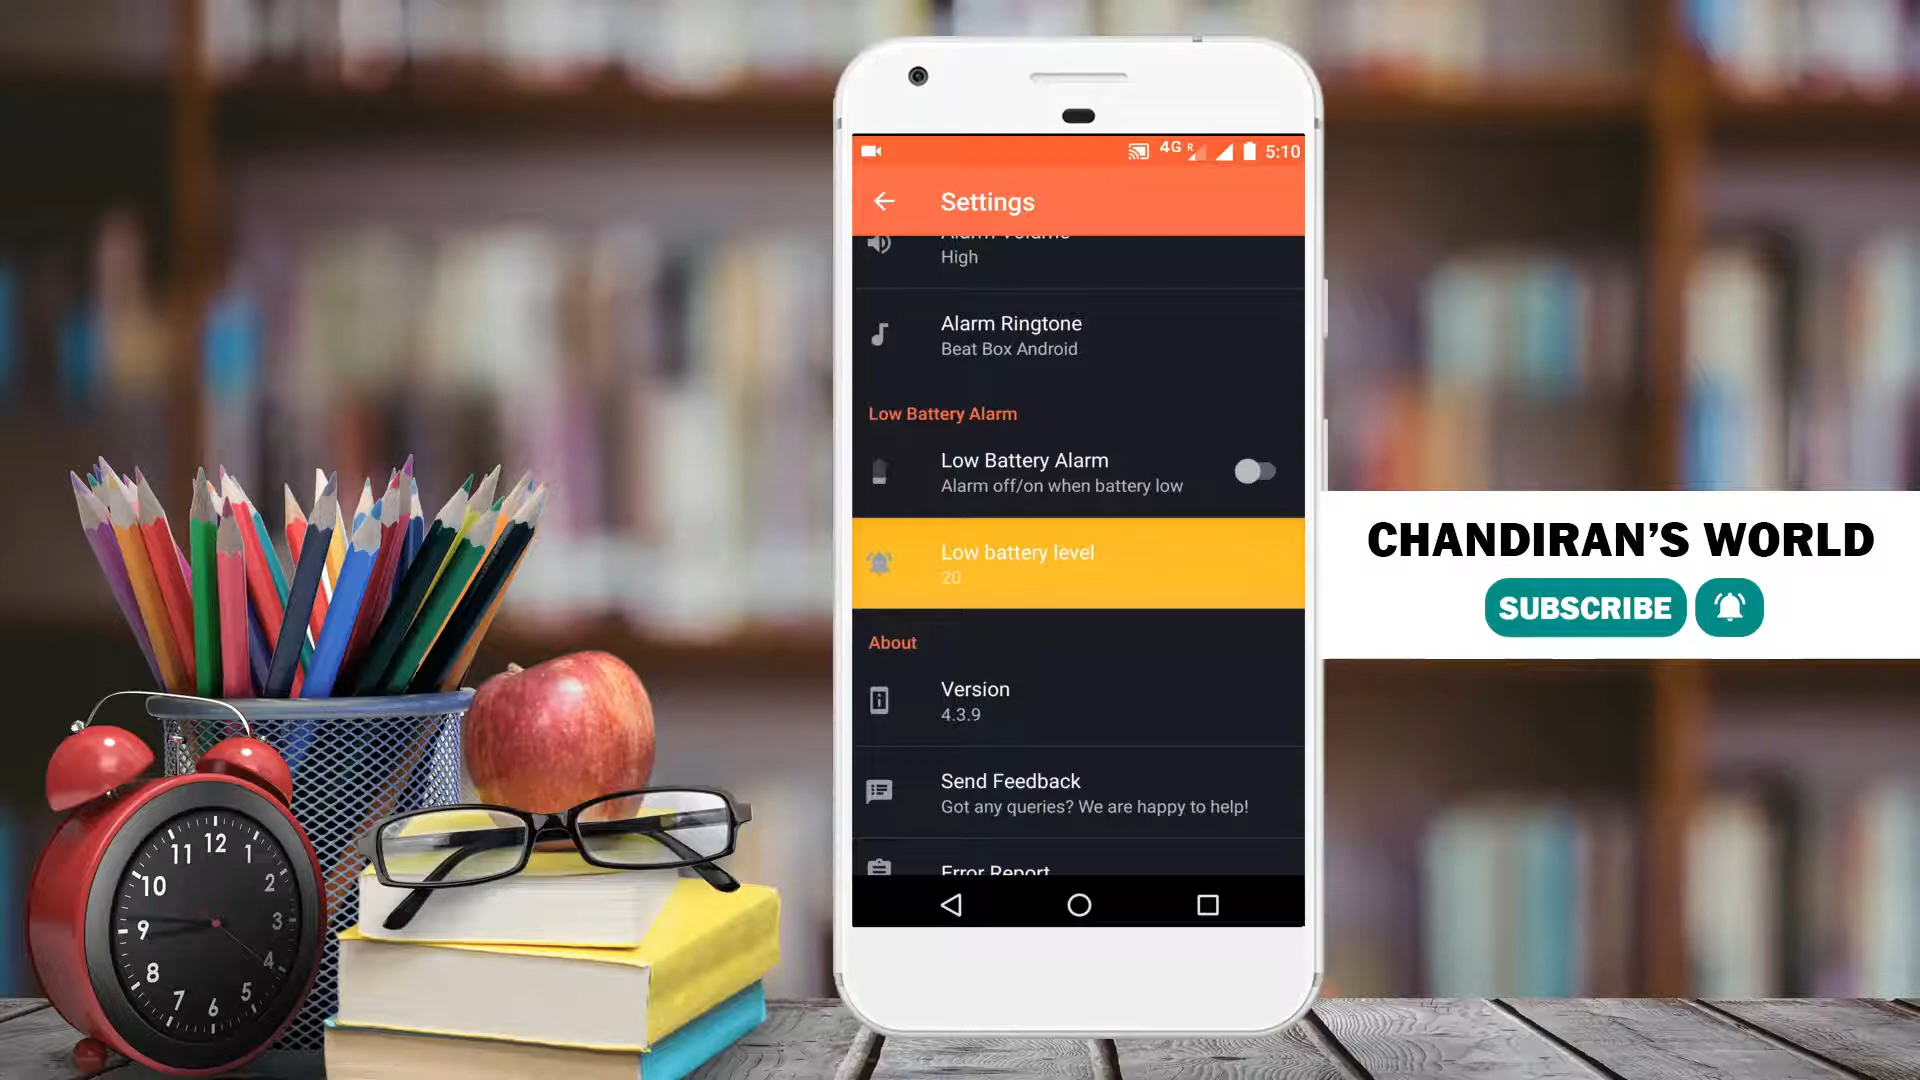 4G R 5:10
Settings
Alarm Volume
High
Alarm Ringtone
Beat Box Android
Low Battery Alarm
Low Battery Alarm
Alarm off/on when battery low
Low battery level
20
About
Version
4.3.9
Send Feedback
Got any queries? We are happy to help!
Error Report
CHANDIRAN'S WORLD
SUBSCRIBE
12
11 1
10 2
9 3
8 4
7 5
6